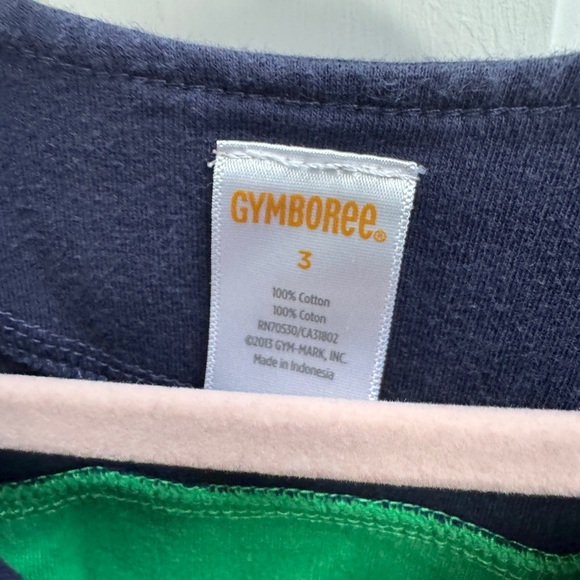 GYMBOREE®
3
100% Cotton
100% Coton
RN70530/CA31802
©2013 GYM-MARK, INC.
Made in Indonesia